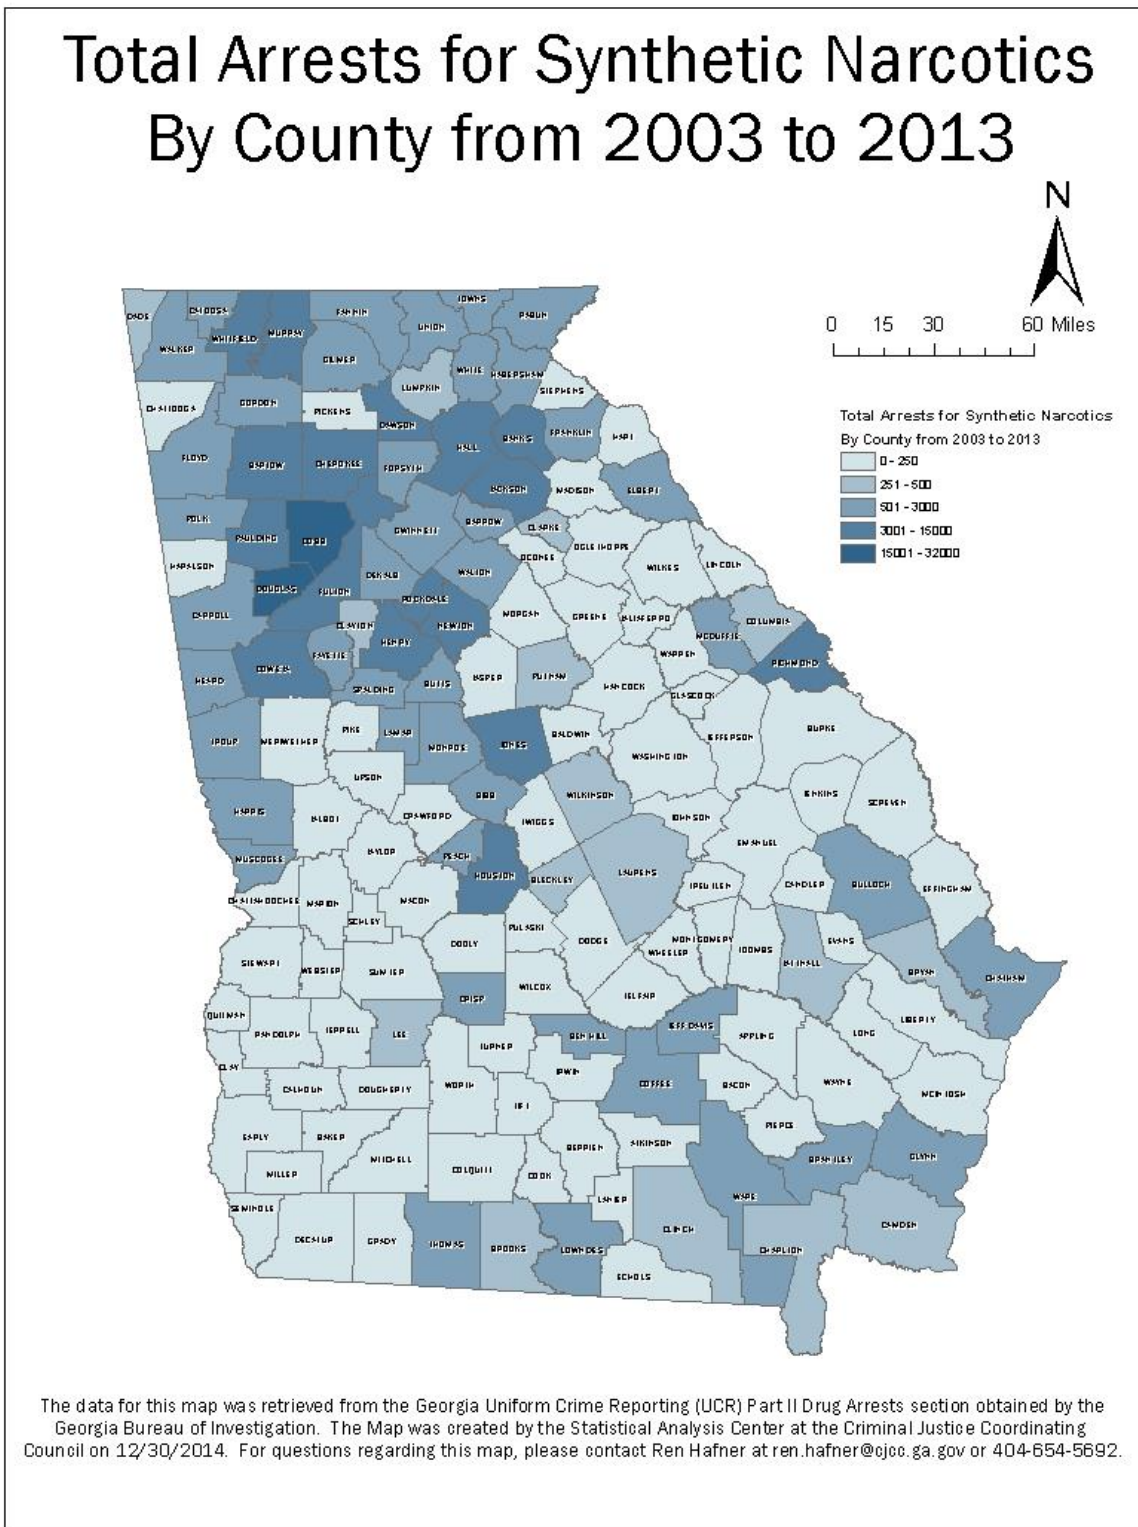 Total Arrests for Synthetic Narcotics
By County from 2003 to 2013
N
0 15 30 60 Miles
Total Arrests for Synthetic Narcotics
By County from 2003 to 2013
0 - 250
251 - 500
501 - 3000
3001 - 15000
15001 - 32000
TOWNS
DADE CATOOSA FANNIN RABUN
UNION
WHITFIELD MURRAY
WALKER GILMER
WHITE HABERSHAM
LUMPKIN STEPHENS
CHATTOOGA GORDON PICKENS
DAWSON
HALL BANKS FRANKLIN HART
FLOYD BARTOW CHEROKEE FORSYTH
JACKSON MADISON ELBERT
POLK PAULDING COBB GWINNETT BARROW CLARKE
OCONEE OGLETHORPE WILKES LINCOLN
HARALSON DOUGLAS FULTON DEKALB WALTON
ROCKDALE
CARROLL CLAYTON NEWTON MORGAN GREENE TALIAFERRO COLUMBIA
HENRY MCDUFFIE
FAYETTE WARREN RICHMOND
COWETA
HEARD SPALDING BUTTS JASPER PUTNAM HANCOCK GLASCOCK
TROUP MERIWETHER PIKE LAMAR MONROE JONES BALDWIN JEFFERSON BURKE
WASHINGTON
UPSON
HARRIS TALBOT CRAWFORD BIBB TWIGGS WILKINSON JOHNSON JENKINS SCREVEN
MUSCOGEE TAYLOR PEACH EMANUEL
HOUSTON BLECKLEY LAURENS TREUTLEN CANDLER BULLOCH EFFINGHAM
CHATTAHOOCHEE MARION MACON
SCHLEY PULASKI
DOOLY DODGE MONTGOMERY
WHEELER TOOMBS EVANS
STEWART WEBSTER SUMTER TATTNALL
BRYAN CHATHAM
CRISP WILCOX TELFAIR
QUITMAN RANDOLPH TERRELL LEE
BEN HILL JEFF DAVIS APPLING LONG LIBERTY
TURNER
CLAY CALHOUN DOUGHERTY WORTH IRWIN COFFEE BACON WAYNE MCINTOSH
TIFT
PIERCE
EARLY BAKER MITCHELL BERRIEN ATKINSON
BRANTLEY GLYNN
MILLER COLQUITT COOK
LANIER WARE
SEMINOLE
DECATUR GRADY THOMAS BROOKS LOWNDES CLINCH CHARLTON CAMDEN
ECHOLS
The data for this map was retrieved from the Georgia Uniform Crime Reporting (UCR) Part II Drug Arrests section obtained by the
Georgia Bureau of Investigation. The Map was created by the Statistical Analysis Center at the Criminal Justice Coordinating
Council on 12/30/2014. For questions regarding this map, please contact Ren Hafner at ren.hafner@cjcc.ga.gov or 404-654-5692.